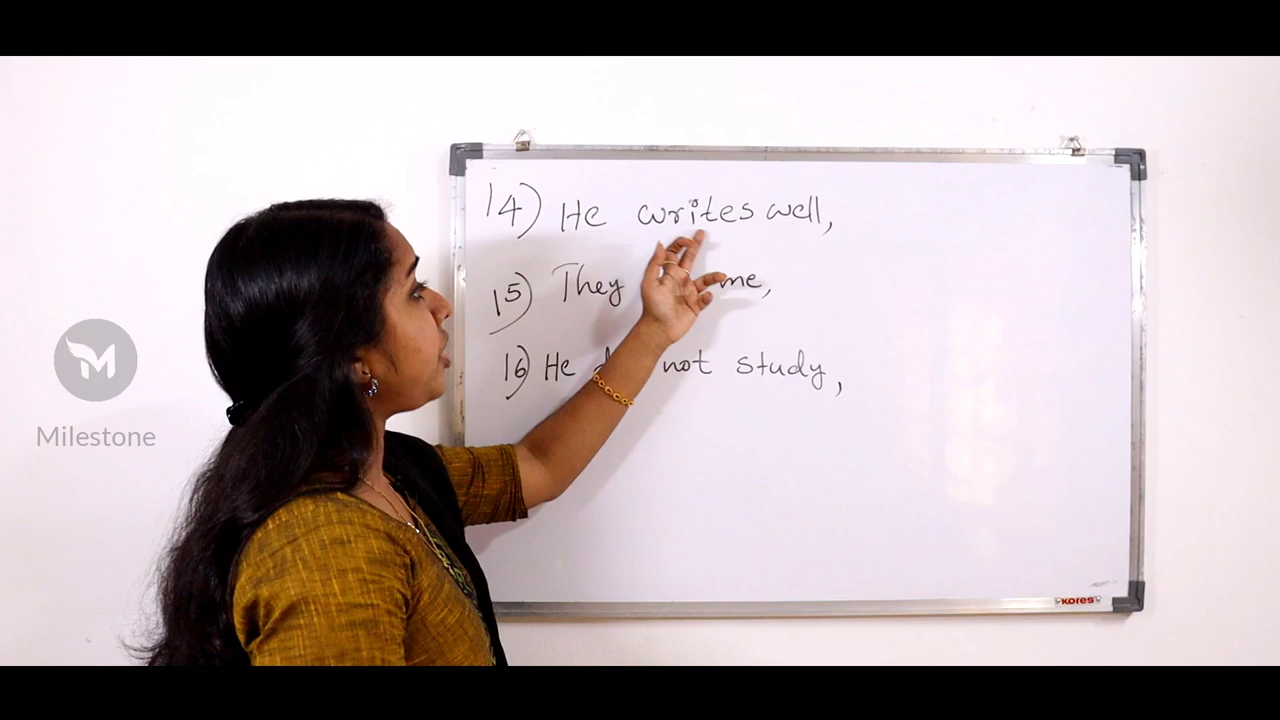 14) He writes well,
15) They me,
16) He not study,
Milestone
KORES